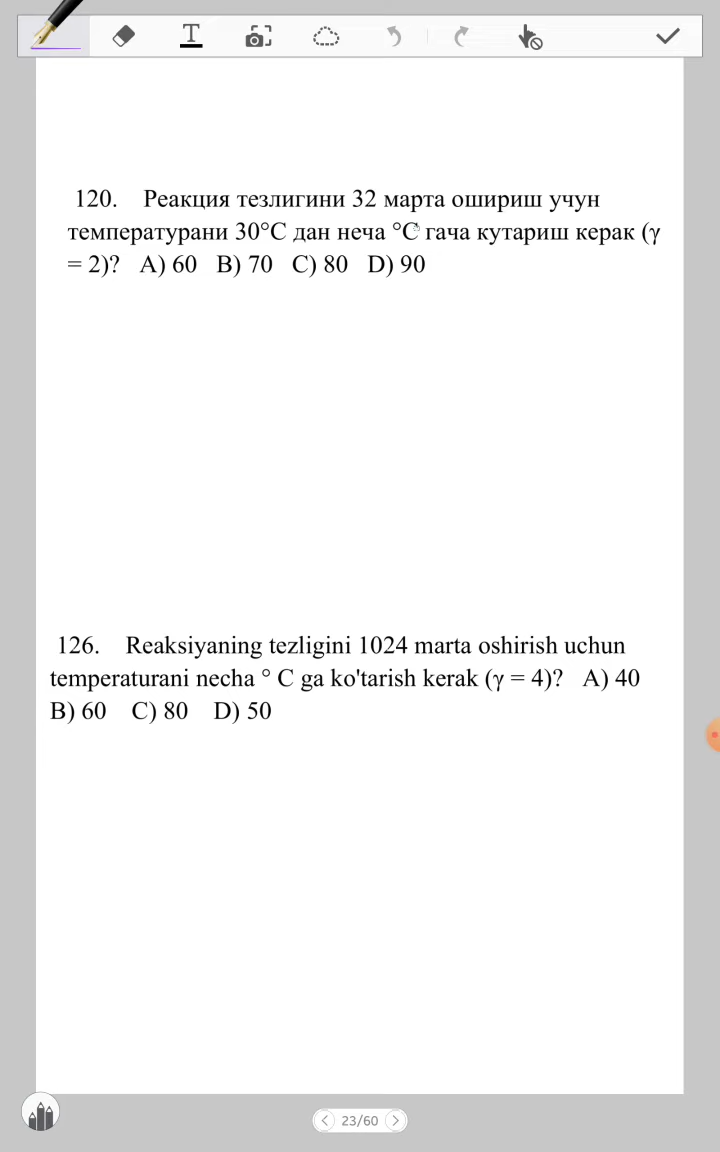 T
120. Реакция тезлигини 32 марта ошириш учун
температурани 30°С дан неча °С гача кутариш керак (γ
= 2)? А) 60 В) 70 С) 80 D) 90
126. Reaksiyaning tezligini 1024 marta oshirish uchun
temperaturani necha ° C ga ko'tarish kerak (γ = 4)? A) 40
B) 60 C) 80 D) 50
23/60